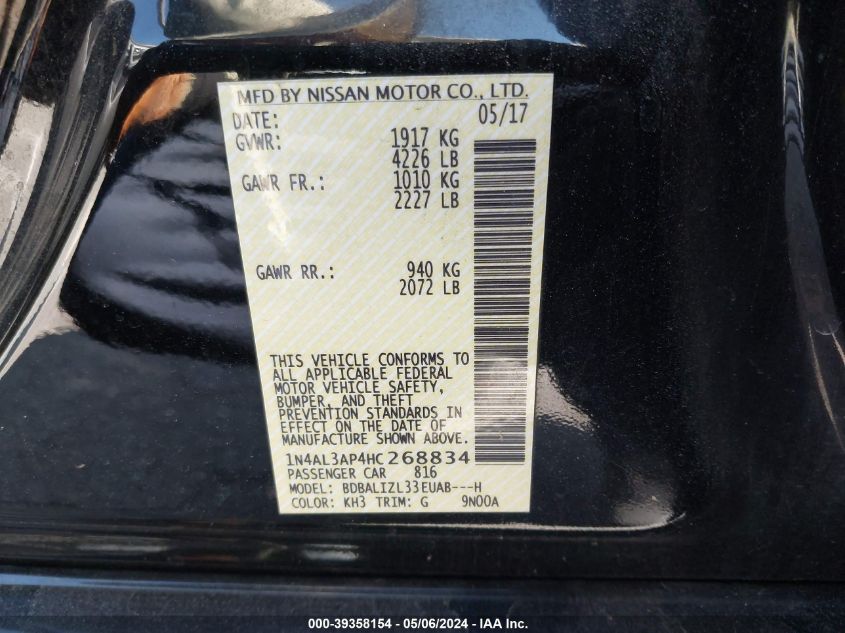 MFD BY NISSAN MOTOR CO., LTD.
DATE: 05/17
GVWR: 1917 KG
4226 LB
GAWR FR.: 1010 KG
2227 LB
GAWR RR.: 940 KG
2072 LB
THIS VEHICLE CONFORMS TO
ALL APPLICABLE FEDERAL
MOTOR VEHICLE SAFETY,
BUMPER, AND THEFT
PREVENTION STANDARDS IN
EFFECT ON THE DATE OF
MANUFACTURE SHOWN ABOVE.
1N4AL3AP4HC268834
PASSENGER CAR 816
MODEL: BDBALIZL33EUAB---H
COLOR: KH3 TRIM: G 9N00A
000-39358154 - 05/06/2024 - IAA Inc.